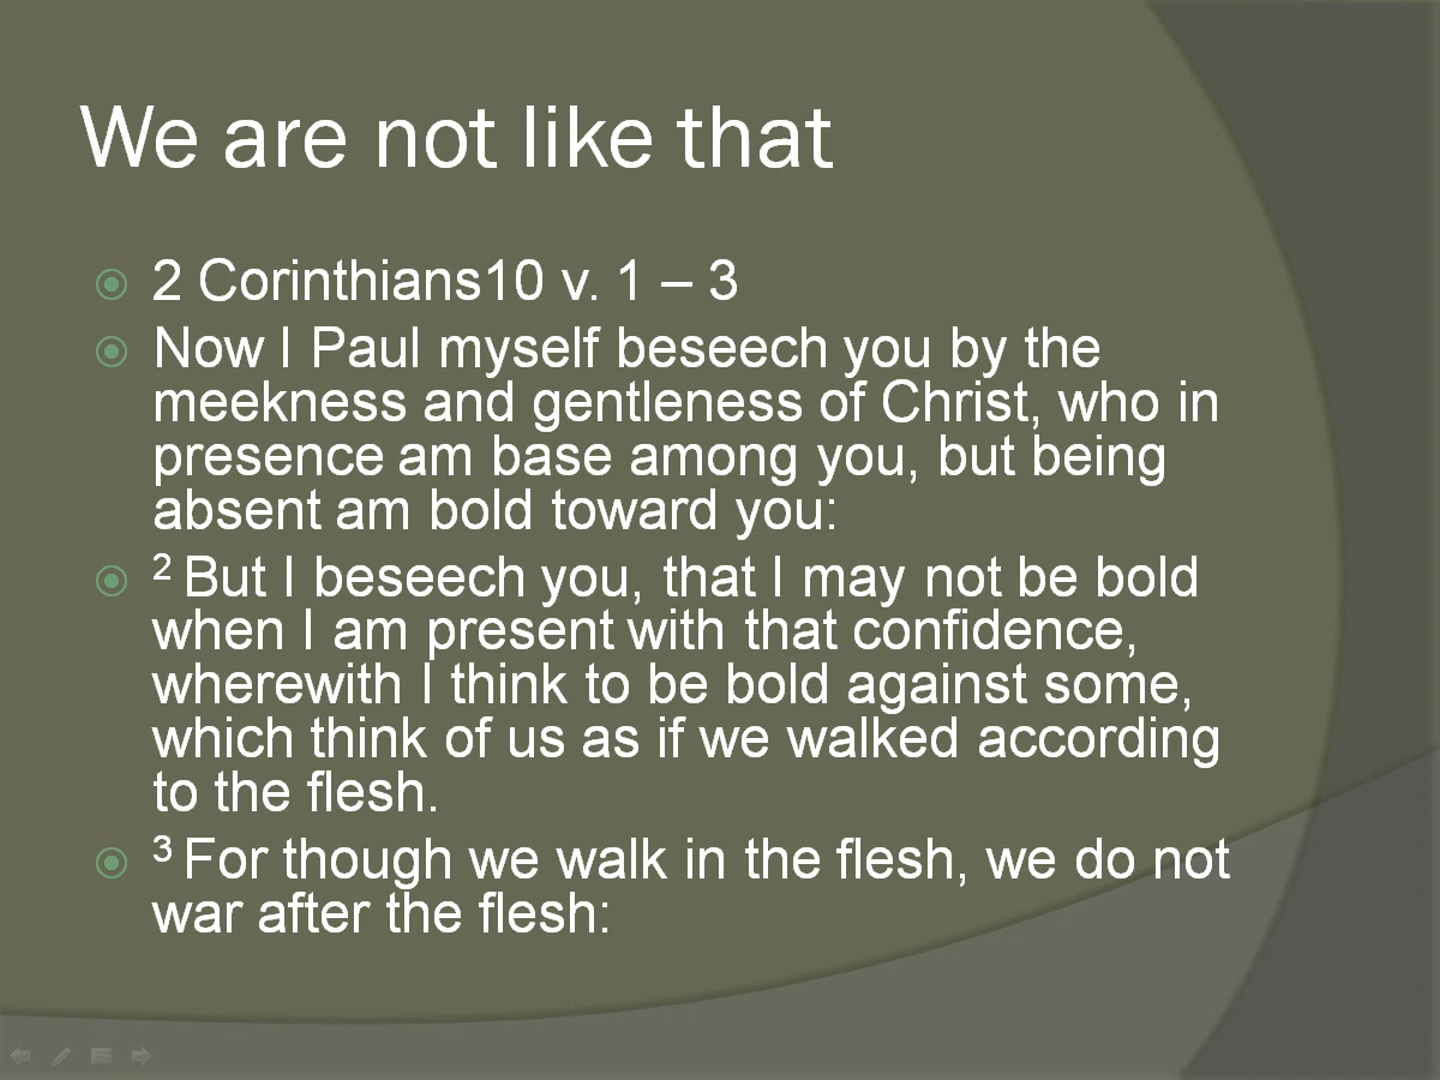 We are not like that
2 Corinthians10 v. 1 – 3
Now I Paul myself beseech you by the
meekness and gentleness of Christ, who in
presence am base among you, but being
absent am bold toward you:
2 But I beseech you, that I may not be bold
when I am present with that confidence,
wherewith I think to be bold against some,
which think of us as if we walked according
to the flesh.
3 For though we walk in the flesh, we do not
war after the flesh: